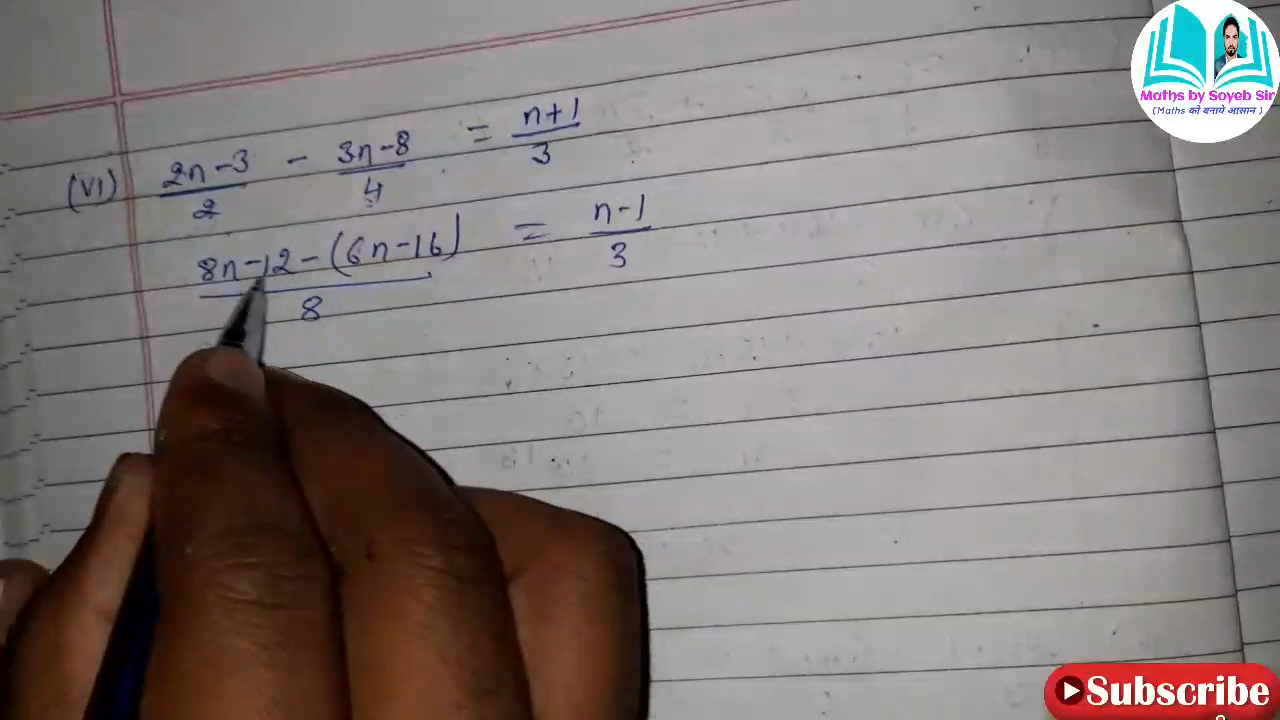 Maths by Soyeb Sir
(Maths को बनाये आसान)
(VI) (2n-3)/2 - (3n-8)/4 = (n+1)/3
(8n-12-(6n-16))/8 = (n-1)/3
Subscribe